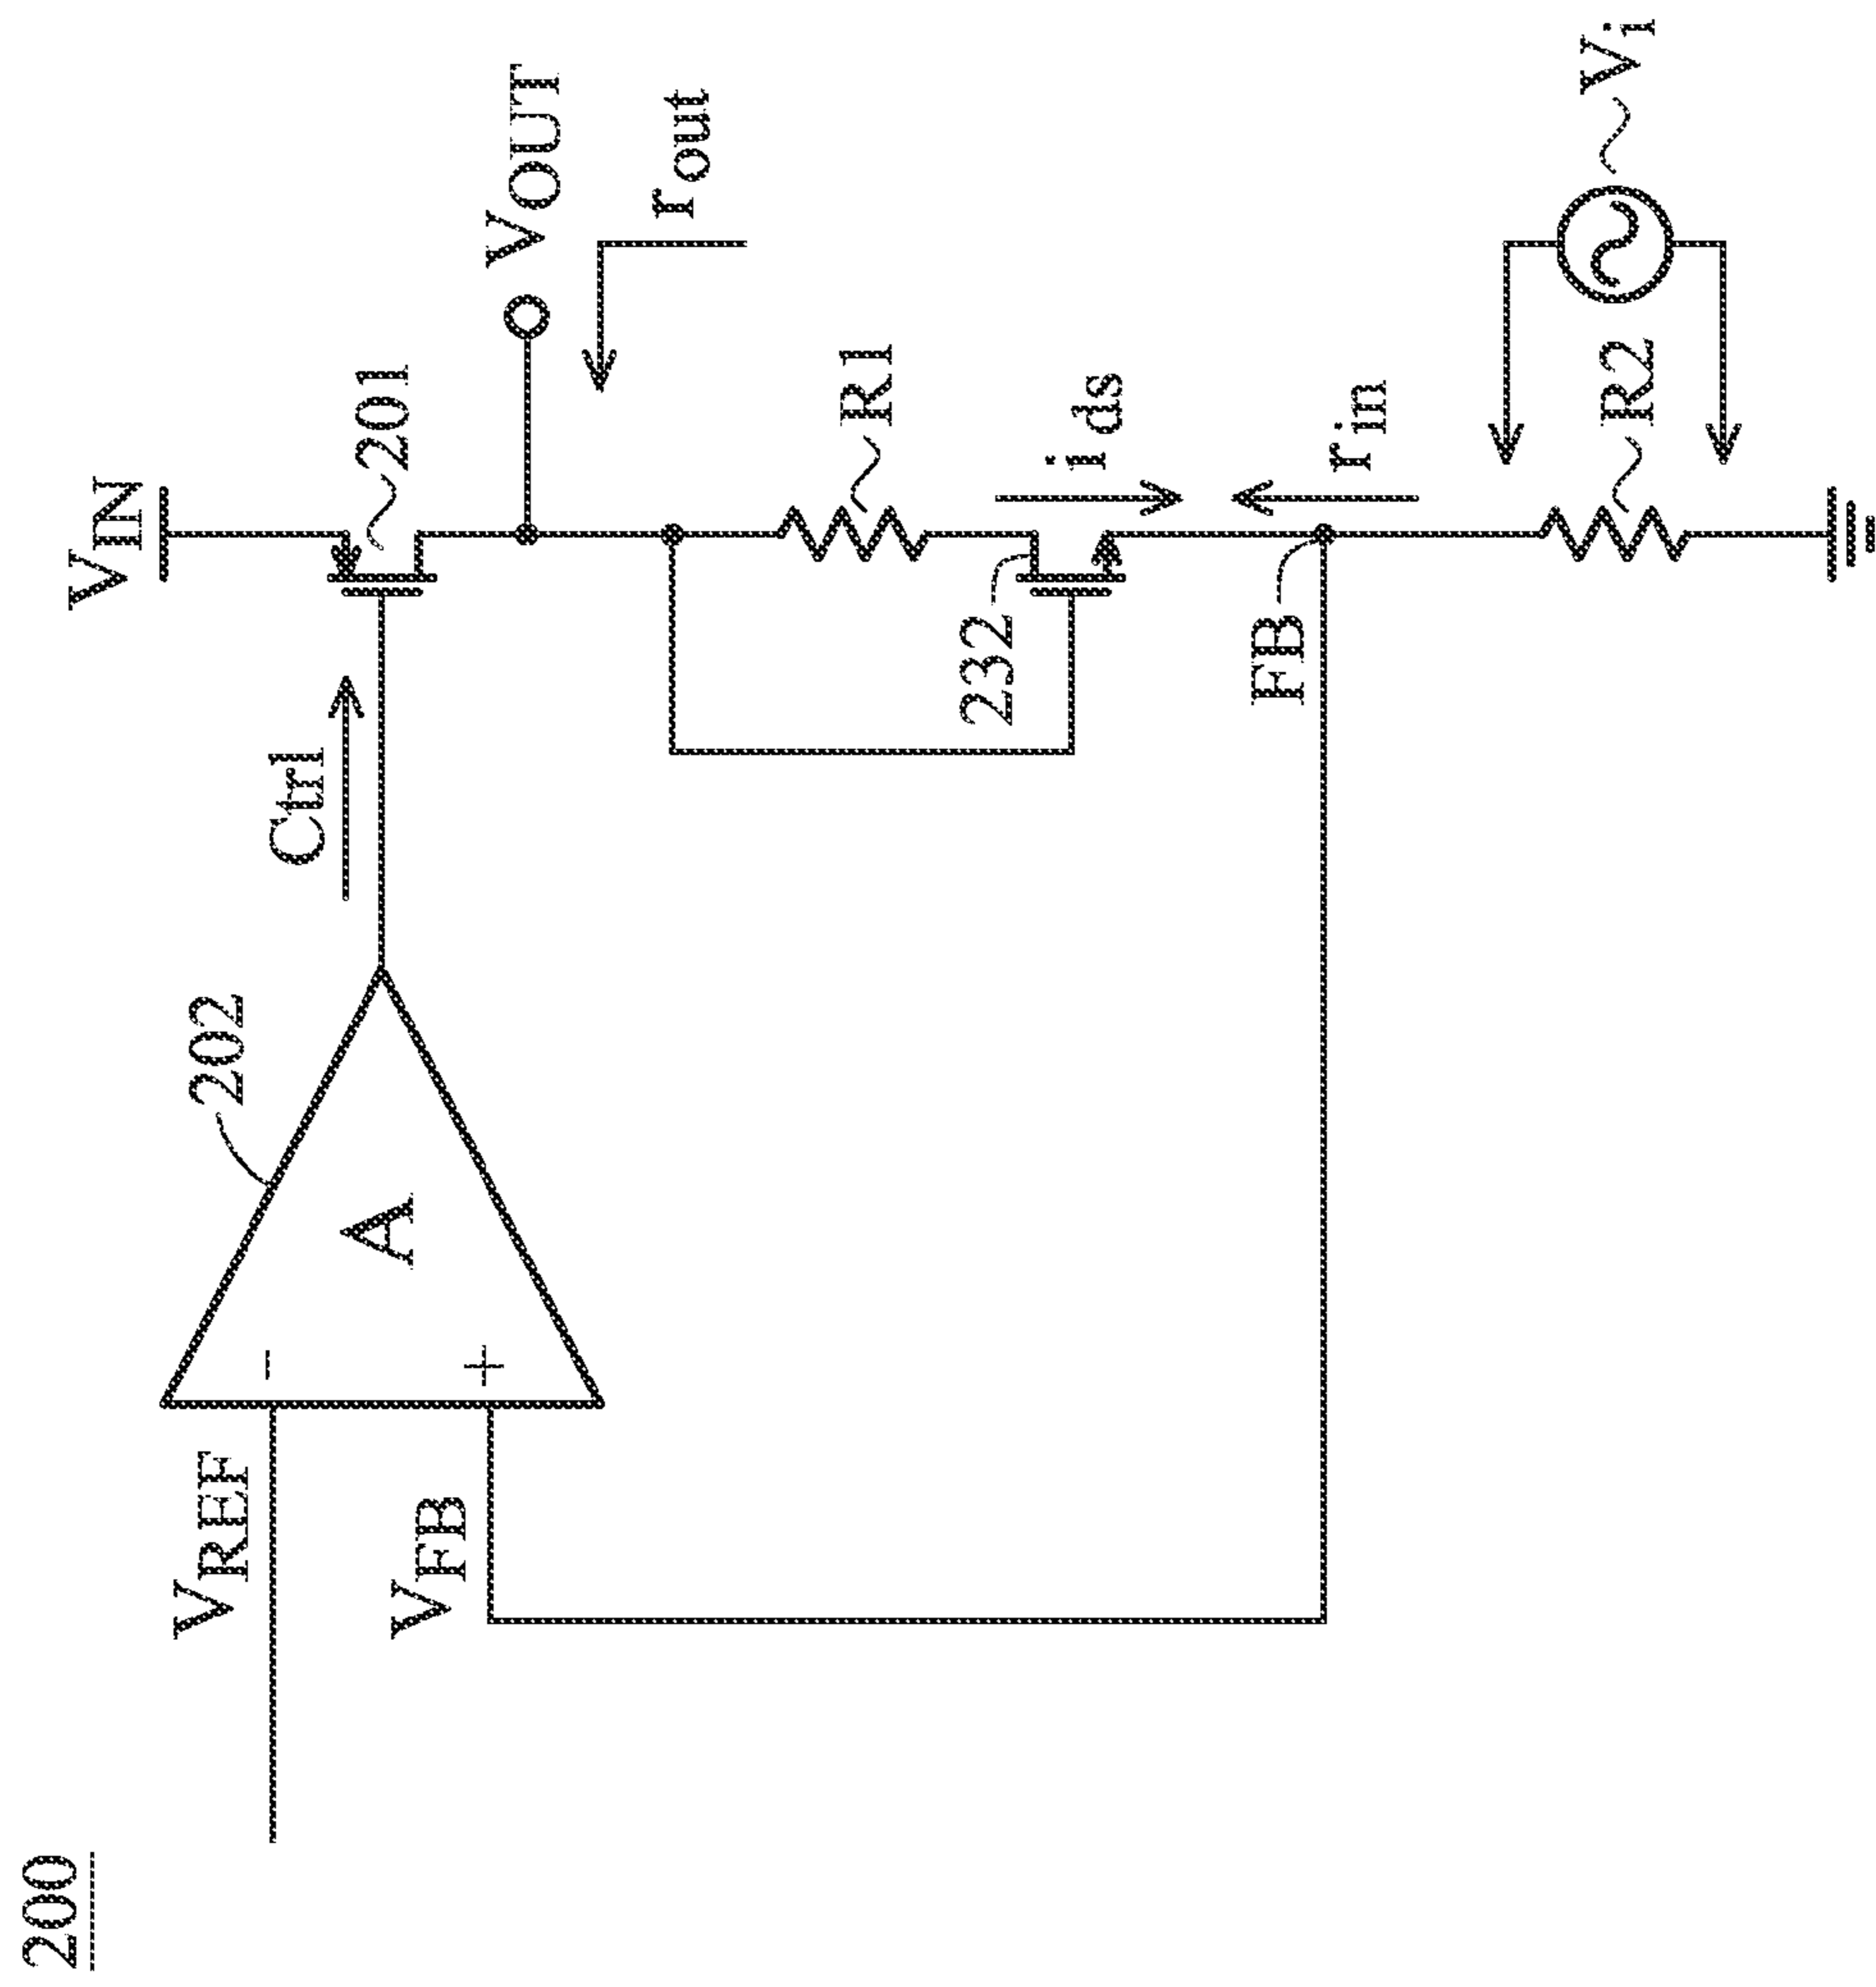 200
VIN
202
Ctrl
201
VREF
-
A
VOUT
VFB
+
rout
R1
232
ids
FB
rin
R2
Vi